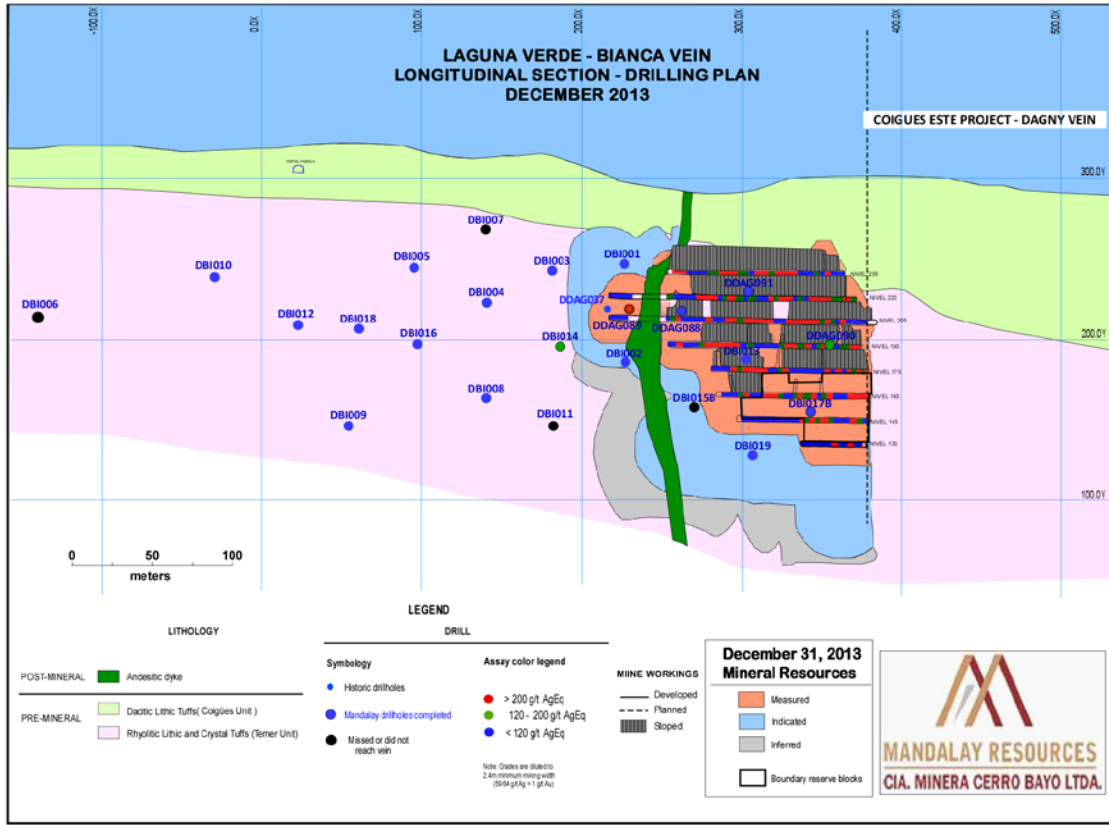 -100.0X
0.0X
200.0X
300.0X
400.0X
500.0X
LAGUNA VERDE - BIANCA VEIN
LONGITUDINAL SECTION - DRILLING PLAN
DECEMBER 2013
COIGUES ESTE PROJECT - DAGNY VEIN
300.0Y
DBI007
DBI010
DBI005
DBI003
DBI001
NIVEL 235
DBI006
DBI004
DDAG037
DDAG091
NIVEL 220
DBI012
DBI018
DDAG089
DDAG088
DBI016
DBI014
DBI002
DBI013
DDAG090
200.0Y
NIVEL 190
NIVEL 175
NIVEL 160
DBI008
DBI015B
DBI017B
DBI009
DBI011
NIVEL 145
DBI019
NIVEL 130
100.0Y
0 50 100
meters
LEGEND
LITHOLOGY
POST-MINERAL
Andesitic dyke
PRE-MINERAL
Dacitic Lithic Tuffs( Coigües Unit )
Rhyolitic Lithic and Crystal Tuffs (Temer Unit)
DRILL
Symbology
Historic drillholes
Mandalay drillholes completed
Missed or did not
reach vein
Assay color legend
> 200 g/t AgEq
120 - 200 g/t AgEq
< 120 g/t AgEq
Note: Grades are diluted to
2.4m minimum mining width
MIINE WORKINGS
Developed
Planned
Stoped
December 31, 2013
Mineral Resources
Measured
Indicated
Inferred
Boundary reserve blocks
MANDALAY RESOURCES
CIA. MINERA CERRO BAYO LTDA.